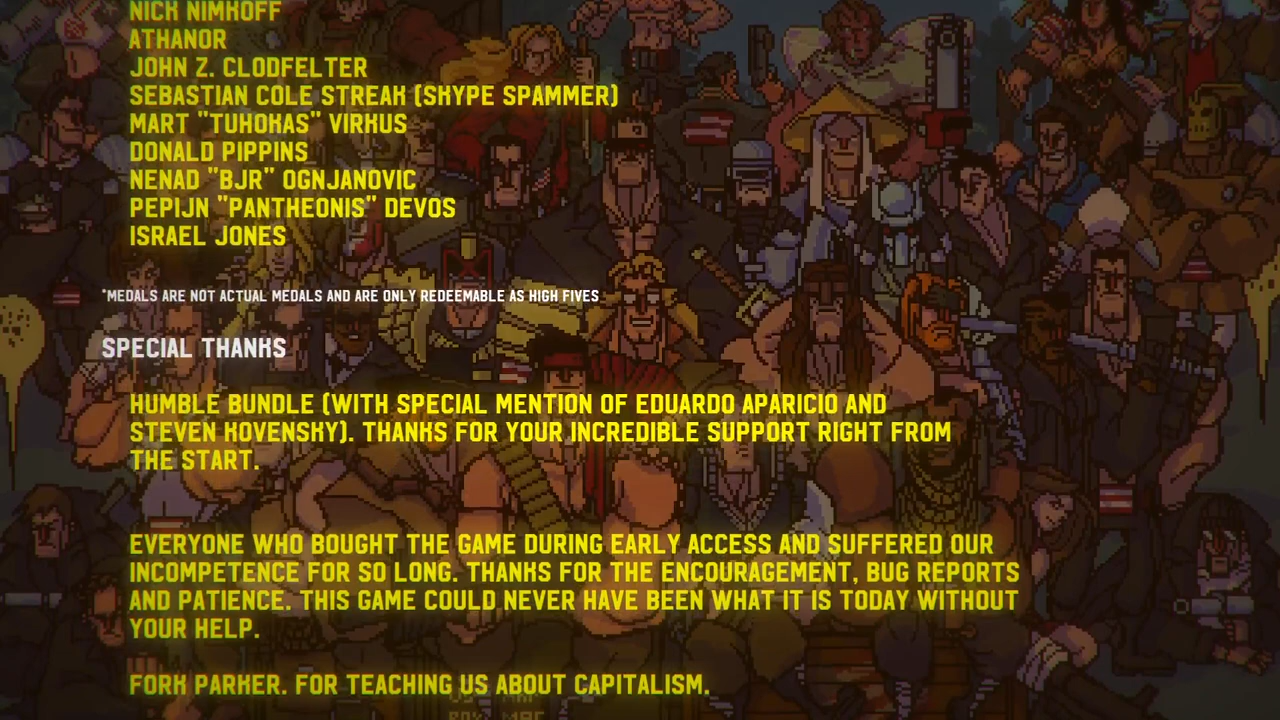 NICK NIMKOFF
ATHANOR
JOHN Z. CLODFELTER
SEBASTIAN COLE STREAK (SKYPE SPAMMER)
MART "TUHOKAS" VIRKUS
DONALD PIPPINS
NENAD "BJR" OGNJANOVIC
PEPIJN "PANTHEONIS" DEVOS
ISRAEL JONES
*MEDALS ARE NOT ACTUAL MEDALS AND ARE ONLY REDEEMABLE AS HIGH FIVES
SPECIAL THANKS
HUMBLE BUNDLE (WITH SPECIAL MENTION OF EDUARDO APARICIO AND
STEVEN KOVENSKY). THANKS FOR YOUR INCREDIBLE SUPPORT RIGHT FROM
THE START.
EVERYONE WHO BOUGHT THE GAME DURING EARLY ACCESS AND SUFFERED OUR
INCOMPETENCE FOR SO LONG. THANKS FOR THE ENCOURAGEMENT, BUG REPORTS
AND PATIENCE. THIS GAME COULD NEVER HAVE BEEN WHAT IT IS TODAY WITHOUT
YOUR HELP.
FORK PARKER. FOR TEACHING US ABOUT CAPITALISM.